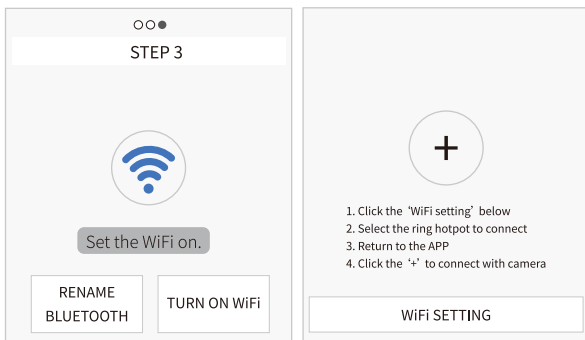 STEP 3
Set the WiFi on.
RENAME
BLUETOOTH
TURN ON WiFi
+
1. Click the ‘WiFi setting’ below
2. Select the ring hotpot to connect
3. Return to the APP
4. Click the ‘+’ to connect with camera
WiFi SETTING